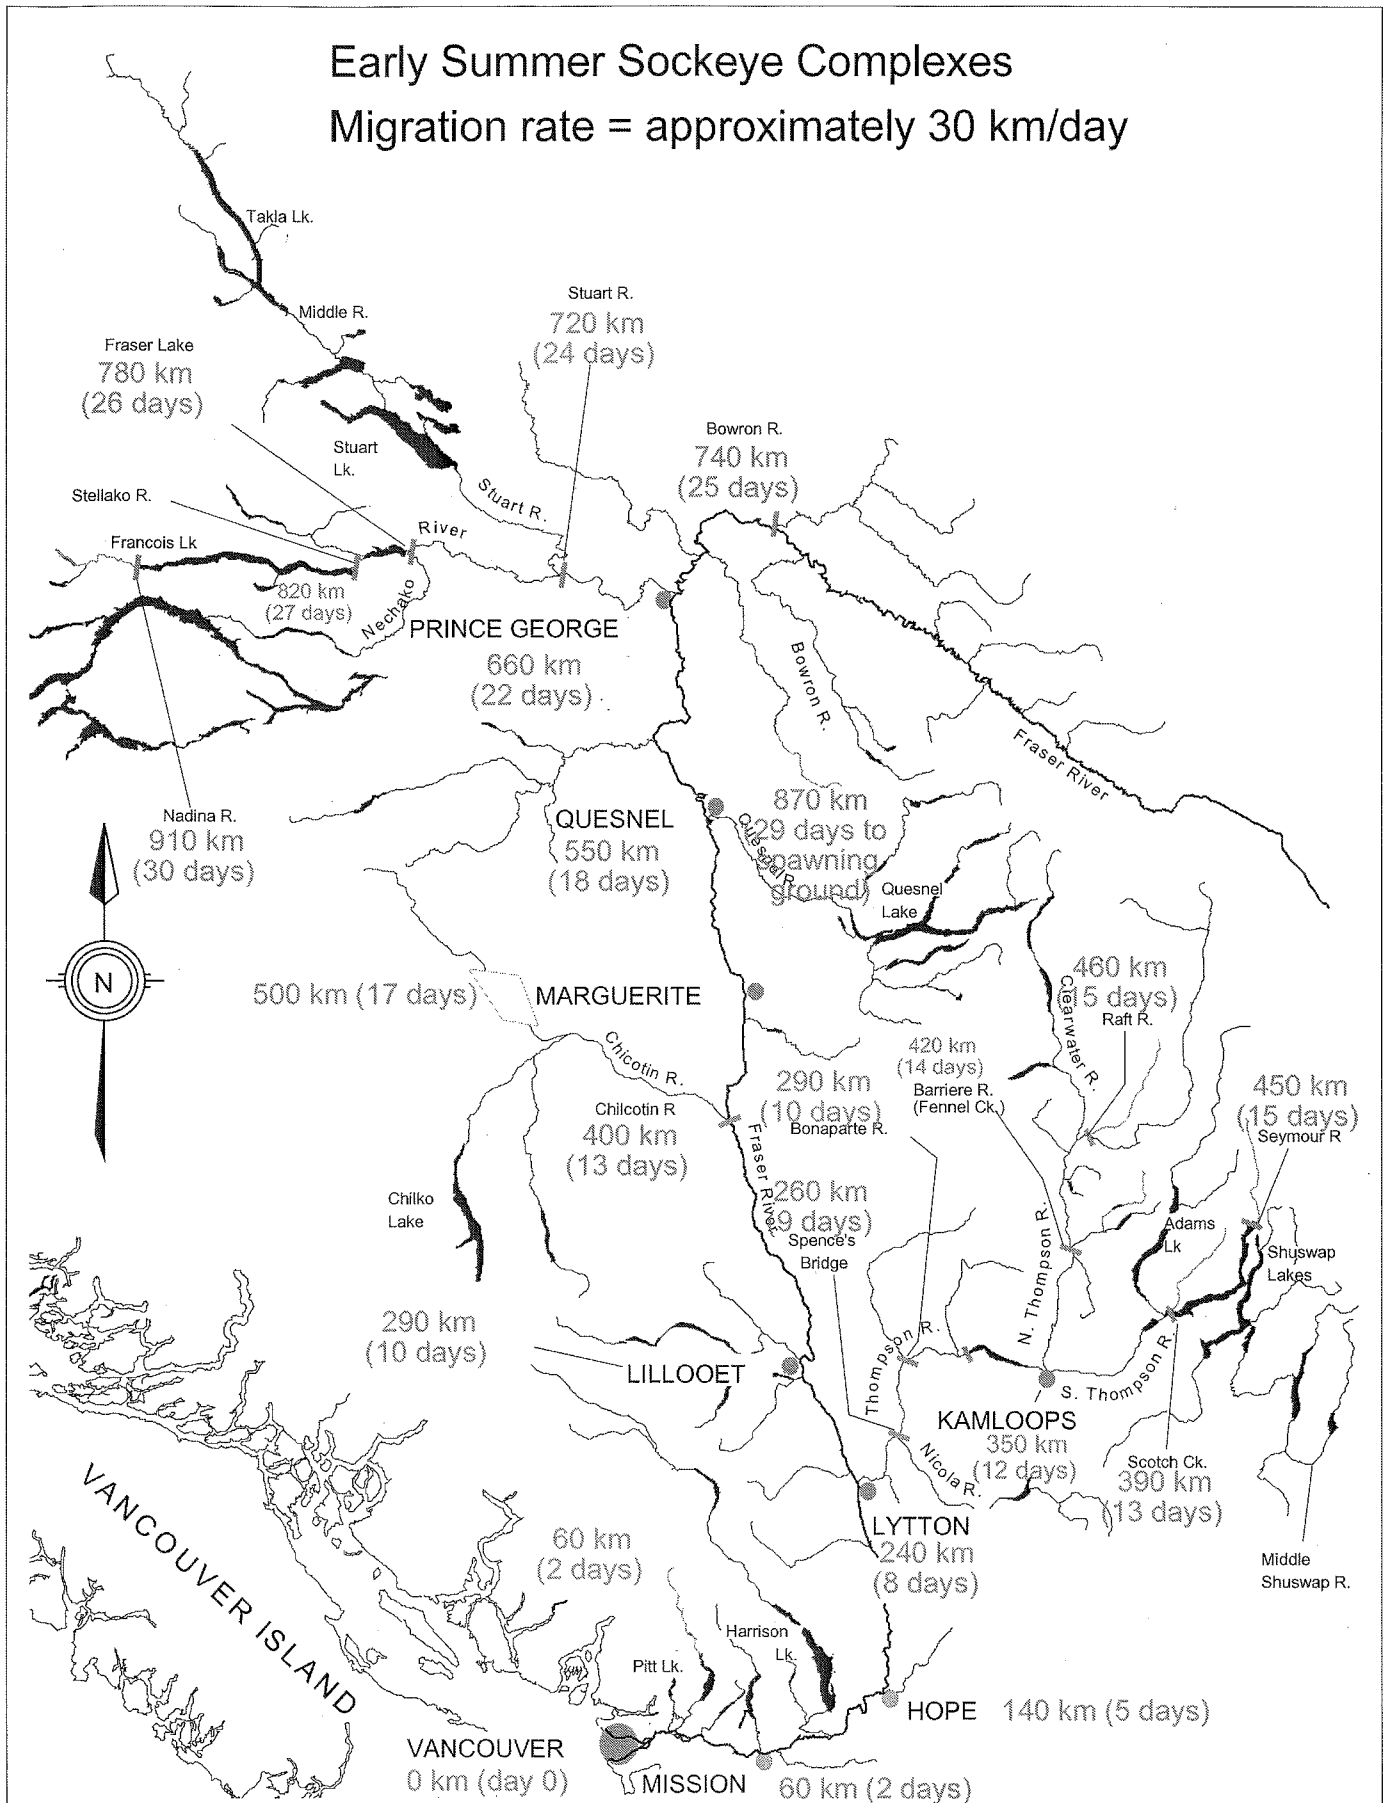 Early Summer Sockeye Complexes
Migration rate = approximately 30 km/day
Takla Lk.
Middle R.
Stuart R.
720 km
(24 days)
Fraser Lake
780 km
(26 days)
Stuart
Lk.
Stuart R.
Bowron R.
740 km
(25 days)
Stellako R.
River
Francois Lk
820 km
(27 days)
Nechako
PRINCE GEORGE
660 km
(22 days)
Bowron R.
Fraser River
Nadina R.
910 km
(30 days)
QUESNEL
550 km
(18 days)
870 km
(29 days to
spawning
ground)
Quesnel R.
Quesnel
Lake
N
500 km (17 days)
MARGUERITE
460 km
(15 days)
Raft R.
Clearwater R.
Chicotin R.
420 km
(14 days)
Barriere R.
(Fennel Ck.)
290 km
(10 days)
Bonaparte R.
450 km
(15 days)
Seymour R
Chilcotin R
400 km
(13 days)
Fraser River
Chilko
Lake
260 km
(9 days)
Spence's
Bridge
N. Thompson R.
Adams
Lk
Shuswap
Lakes
290 km
(10 days)
LILLOOET
Thompson R.
S. Thompson R.
KAMLOOPS
350 km
(12 days)
Nicola R.
Scotch Ck.
390 km
(13 days)
LYTTON
240 km
(8 days)
Middle
Shuswap R.
VANCOUVER ISLAND
60 km
(2 days)
Harrison
Lk.
Pitt Lk.
HOPE 140 km (5 days)
VANCOUVER
0 km (day 0)
MISSION 60 km (2 days)